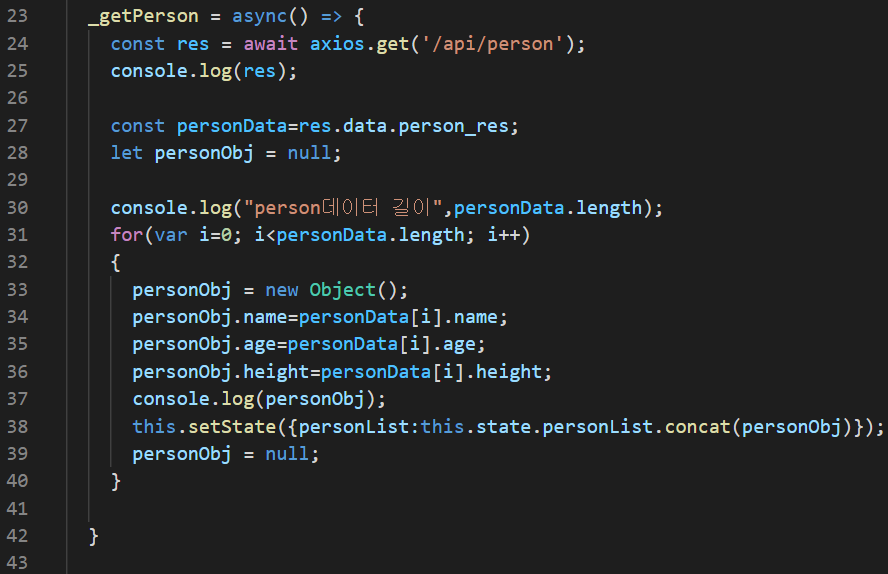 23 _getPerson = async() => {
24 const res = await axios.get('/api/person');
25 console.log(res);
26
27 const personData=res.data.person_res;
28 let personObj = null;
29
30 console.log("person데이터 길이",personData.length);
31 for(var i=0; i<personData.length; i++)
32 {
33 personObj = new Object();
34 personObj.name=personData[i].name;
35 personObj.age=personData[i].age;
36 personObj.height=personData[i].height;
37 console.log(personObj);
38 this.setState({personList:this.state.personList.concat(personObj)});
39 personObj = null;
40 }
41
42 }
43